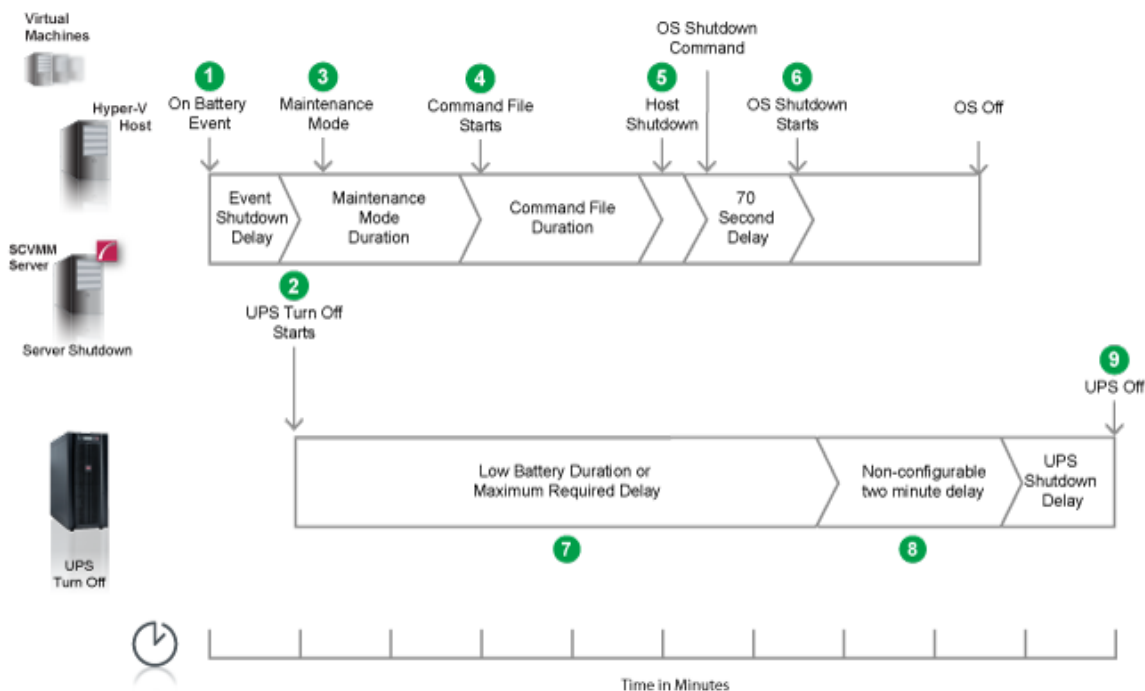 Virtual
Machines
Hyper-V
Host
SCVMM
Server
Server Shutdown
1
On Battery
Event
3
Maintenance
Mode
4
Command File
Starts
5
Host
Shutdown
OS Shutdown
Command
6
OS Shutdown
Starts
OS Off
Event
Shutdown
Delay
Maintenance
Mode
Duration
Command File
Duration
70
Second
Delay
2
UPS Turn Off
Starts
9
UPS Off
UPS
Turn Off
Low Battery Duration or
Maximum Required Delay
Non-configurable
two minute delay
UPS
Shutdown
Delay
7
8
Time in Minutes